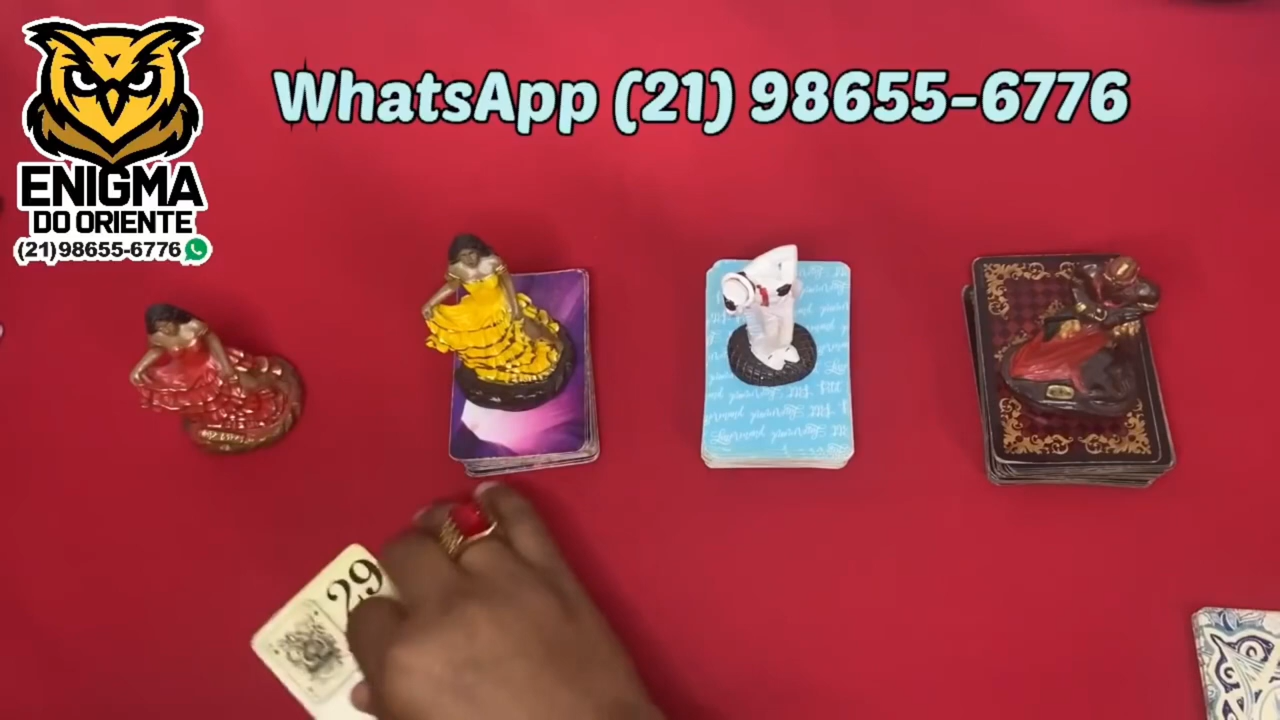 WhatsApp (21) 98655-6776
ENIGMA
DO ORIENTE
(21)98655-6776
29